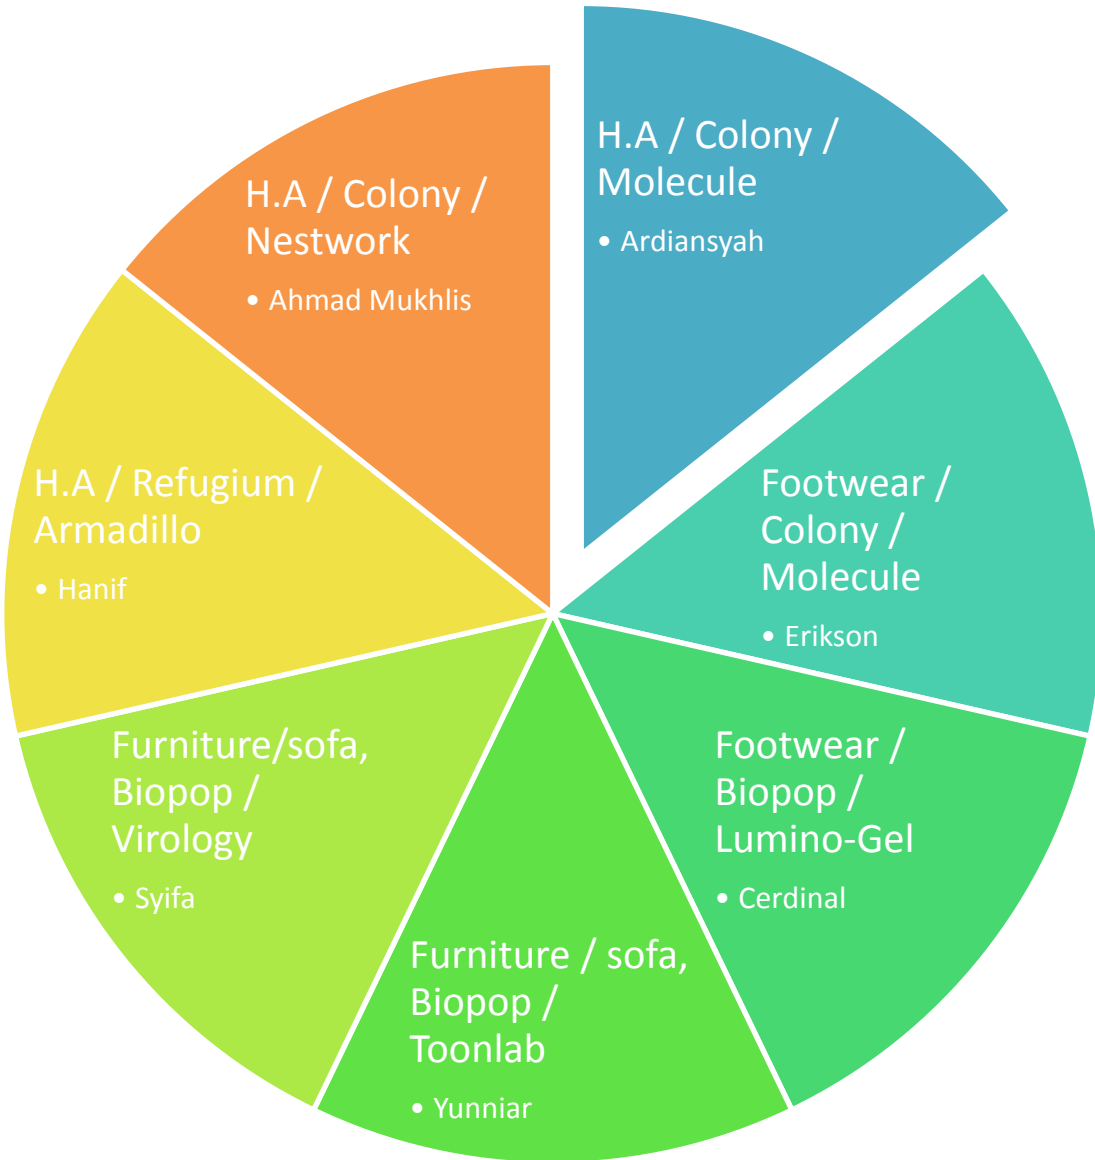 H.A / Colony /
Molecule
• Ardiansyah
Footwear /
Colony /
Molecule
• Erikson
Footwear /
Biopop /
Lumino-Gel
• Cerdinal
Furniture / sofa,
Biopop /
Toonlab
• Yunniar
Furniture/sofa,
Biopop /
Virology
• Syifa
H.A / Refugium /
Armadillo
• Hanif
H.A / Colony /
Nestwork
• Ahmad Mukhlis